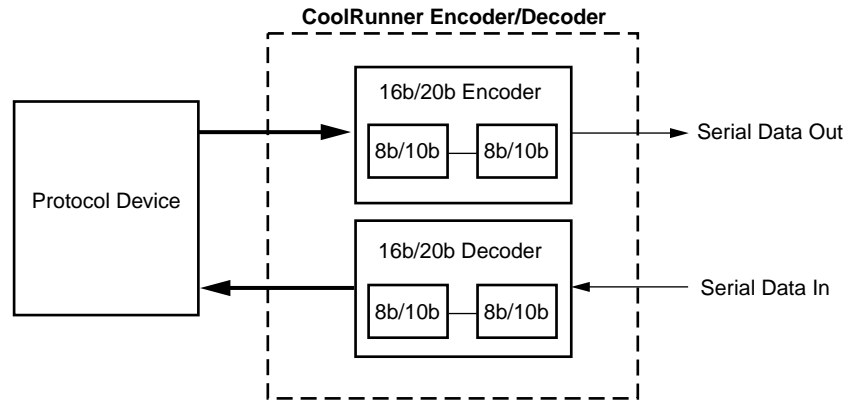 CoolRunner Encoder/Decoder
16b/20b Encoder
8b/10b
8b/10b
Serial Data Out
Protocol Device
16b/20b Decoder
8b/10b
8b/10b
Serial Data In